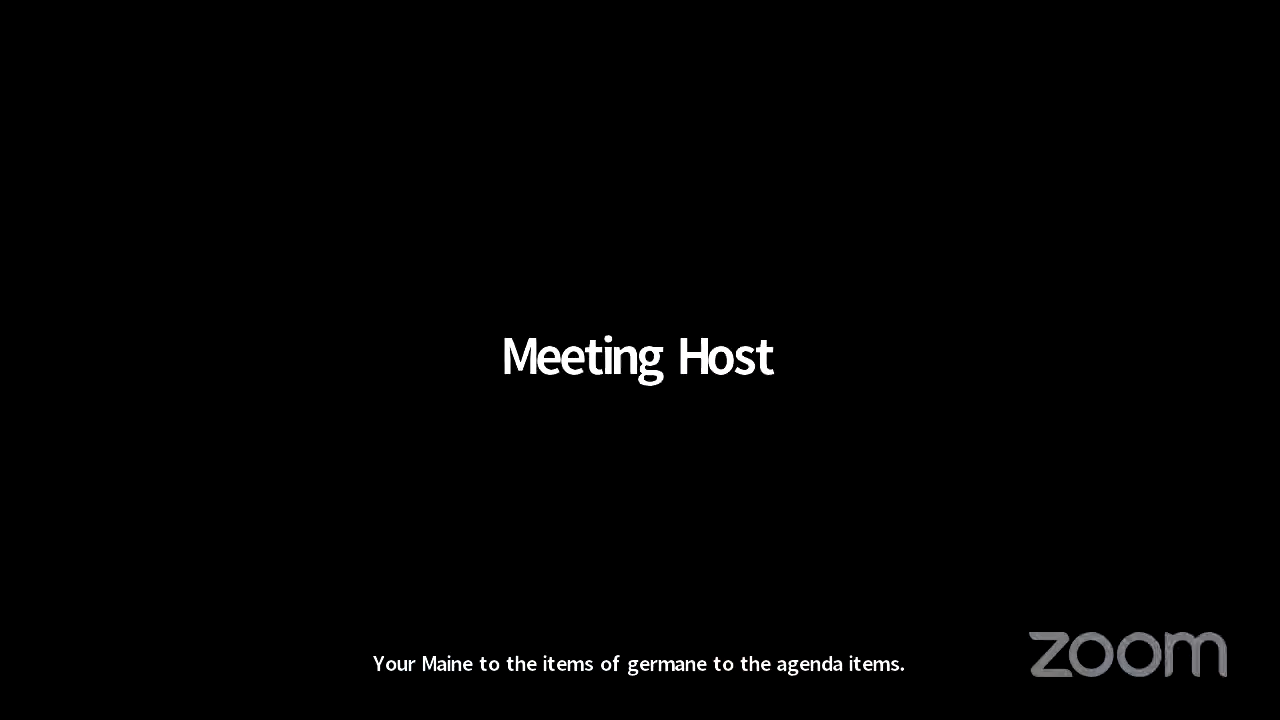 Meeting Host
Your Maine to the items of germane to the agenda items.
zoom